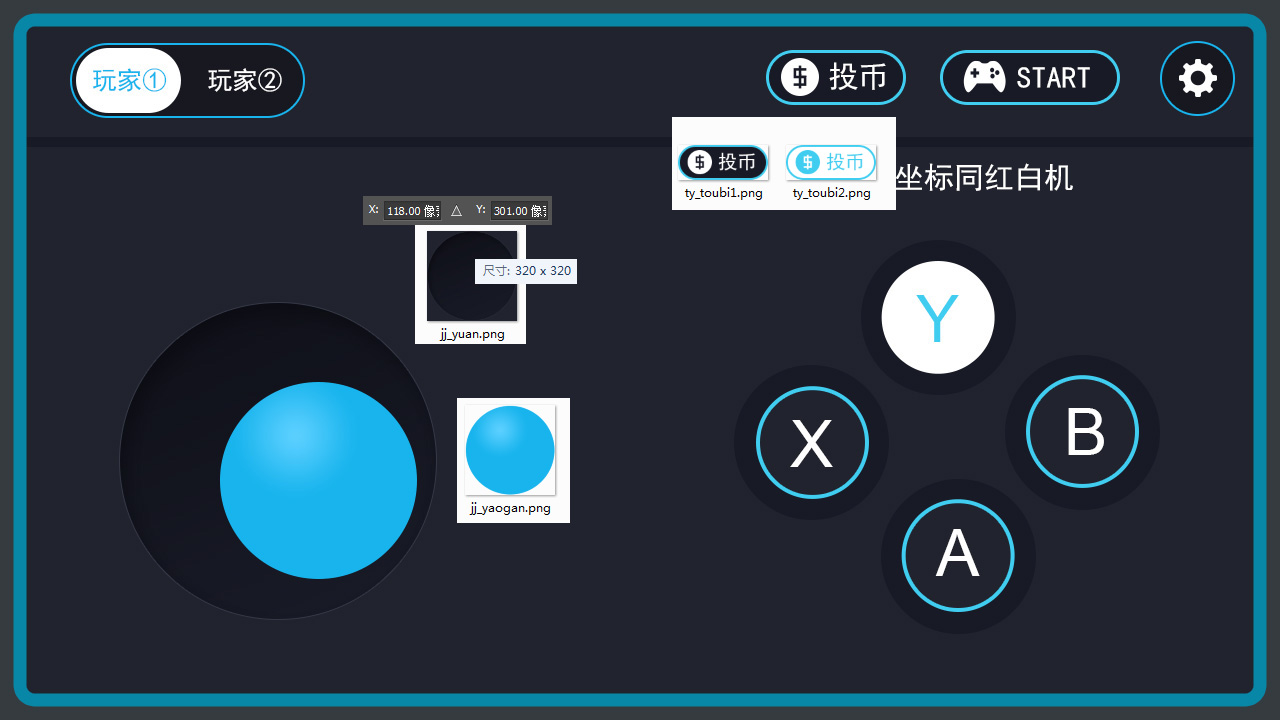 玩家① 玩家②
$ 投币
START
$ 投币
$ 投币
ty_toubi1.png
ty_toubi2.png
坐标同红白机
X: 118.00 像 △ Y: 301.00 像
尺寸: 320 x 320
jj_yuan.png
jj_yaogan.png
Y
X
B
A